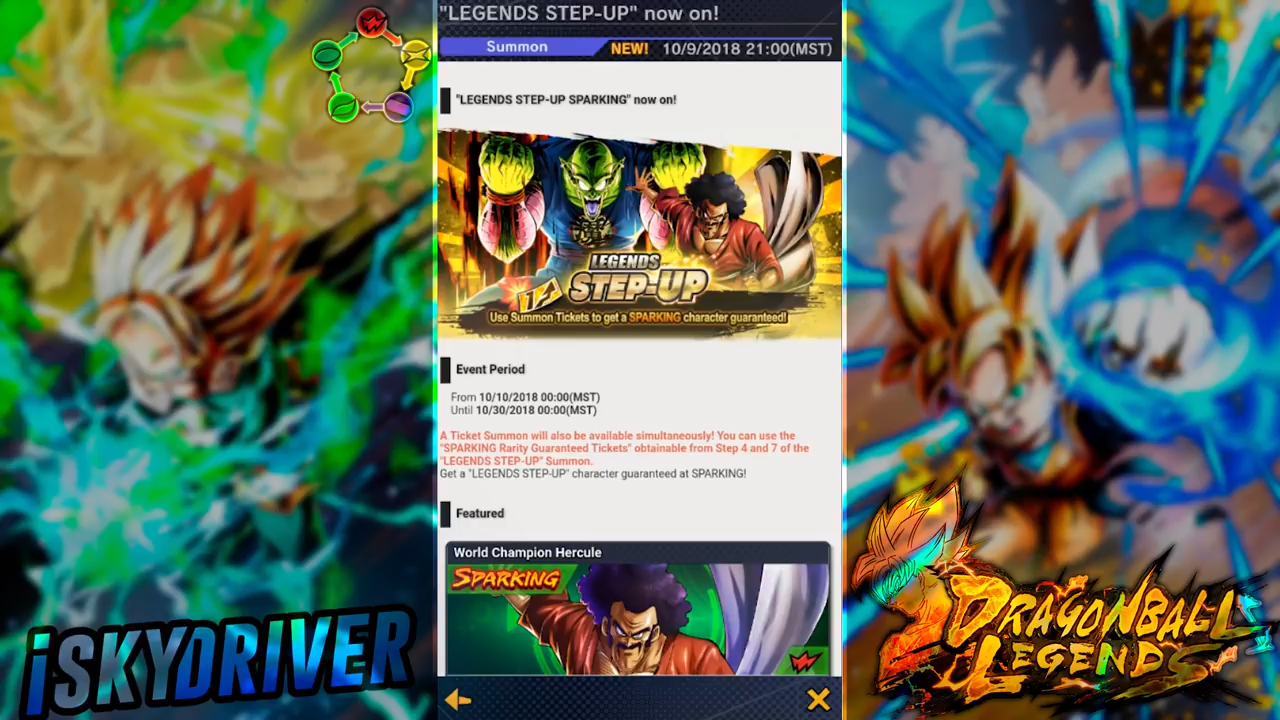 "LEGENDS STEP-UP" now on!
Summon
NEW! 10/9/2018 21:00(MST)
"LEGENDS STEP-UP SPARKING" now on!
LEGENDS
STEP-UP
Use Summon Tickets to get a SPARKING character guaranteed!
Event Period
From 10/10/2018 00:00(MST)
Until 10/30/2018 00:00(MST)
A Ticket Summon will also be available simultaneously! You can use the
"SPARKING Rarity Guaranteed Tickets" obtainable from Step 4 and 7 of the
"LEGENDS STEP-UP" Summon.
Get a "LEGENDS STEP-UP" character guaranteed at SPARKING!
Featured
World Champion Hercule
SPARKING
iSKYDRIVER
DRAGONBALL
LEGENDS